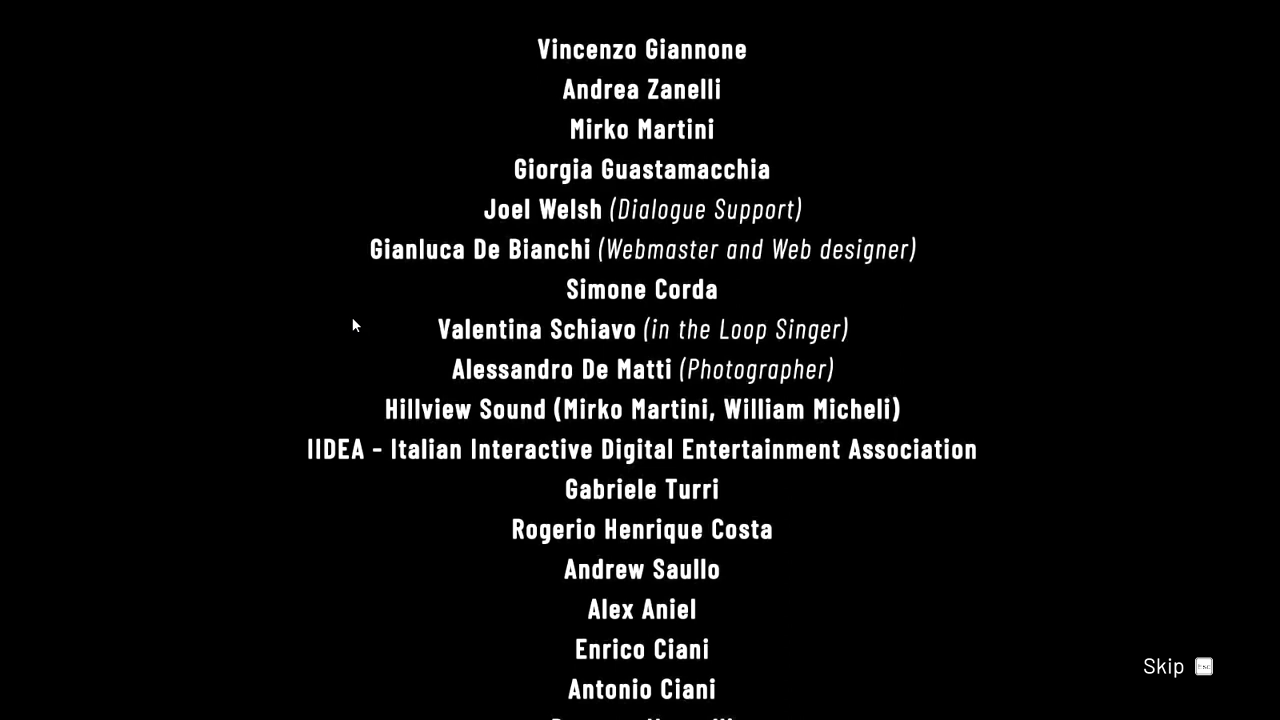 Vincenzo Giannone
Andrea Zanelli
Mirko Martini
Giorgia Guastamacchia
Joel Welsh (Dialogue Support)
Gianluca De Bianchi (Webmaster and Web designer)
Simone Corda
Valentina Schiavo (in the Loop Singer)
Alessandro De Matti (Photographer)
Hillview Sound (Mirko Martini, William Micheli)
IIDEA - Italian Interactive Digital Entertainment Association
Gabriele Turri
Rogerio Henrique Costa
Andrew Saullo
Alex Aniel
Enrico Ciani
Skip Esc
Antonio Ciani